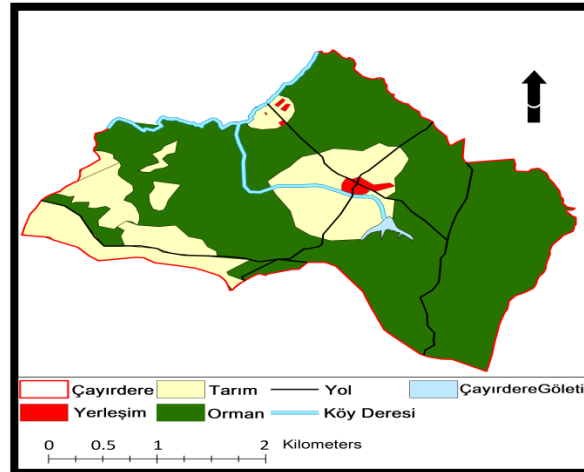 Çayırdere Tarım Yol ÇayırdereGöleti
Yerleşim Orman Köy Deresi
0 0.5 1 2 Kilometers